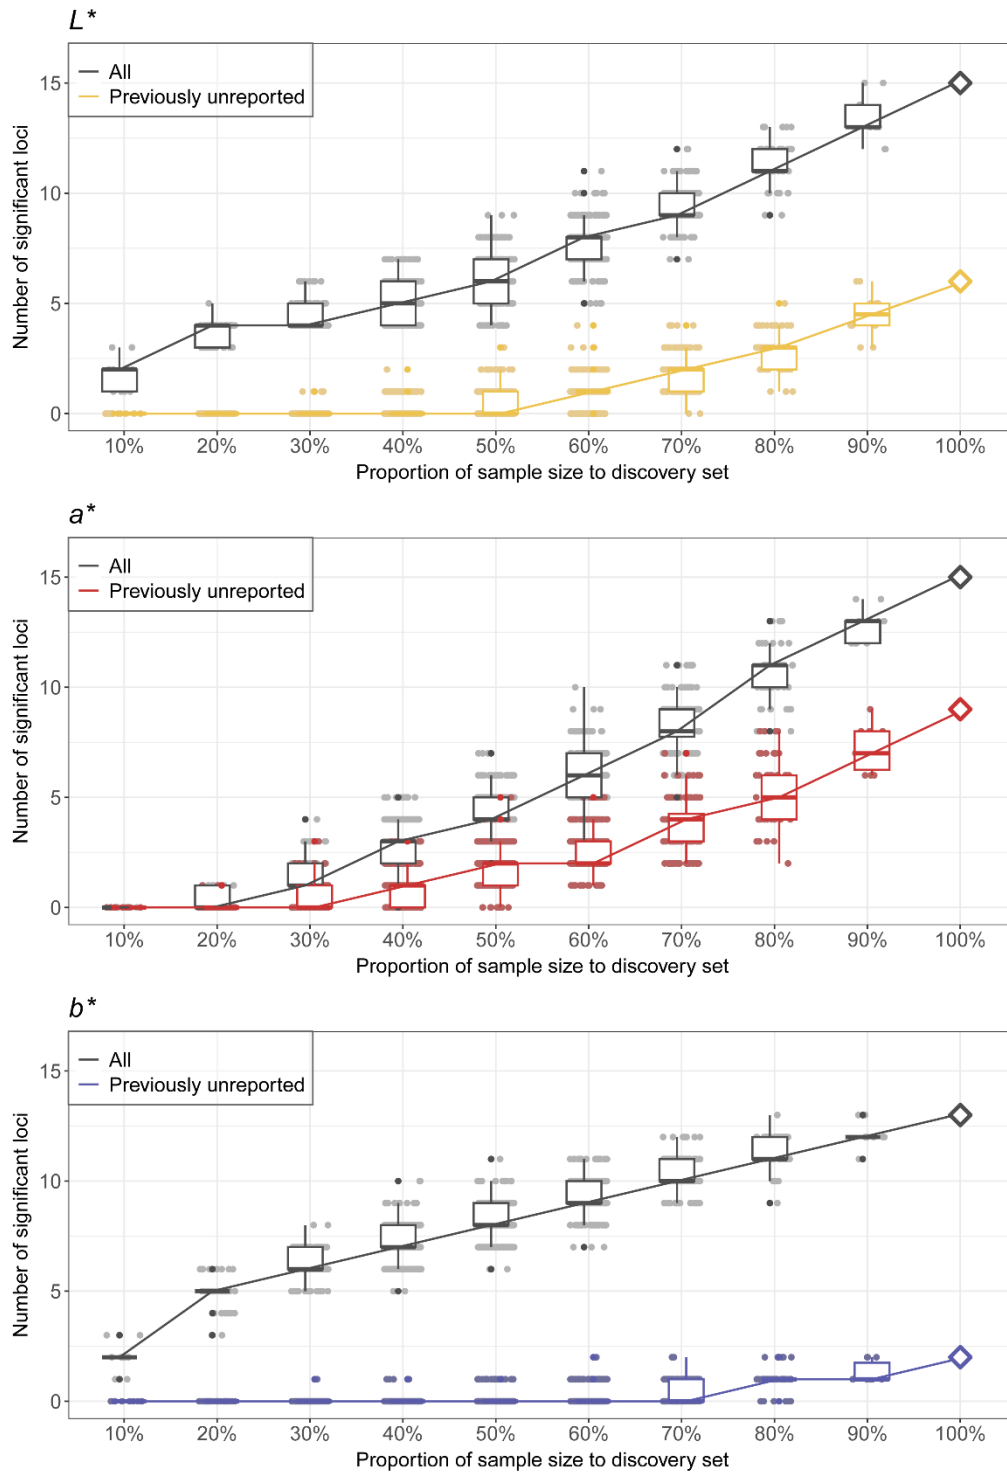 L*
All
Previously unreported
Number of significant loci
15
10
5
0
10% 20% 30% 40% 50% 60% 70% 80% 90% 100%
Proportion of sample size to discovery set
a*
All
Previously unreported
Number of significant loci
15
10
5
0
10% 20% 30% 40% 50% 60% 70% 80% 90% 100%
Proportion of sample size to discovery set
b*
All
Previously unreported
Number of significant loci
15
10
5
0
10% 20% 30% 40% 50% 60% 70% 80% 90% 100%
Proportion of sample size to discovery set